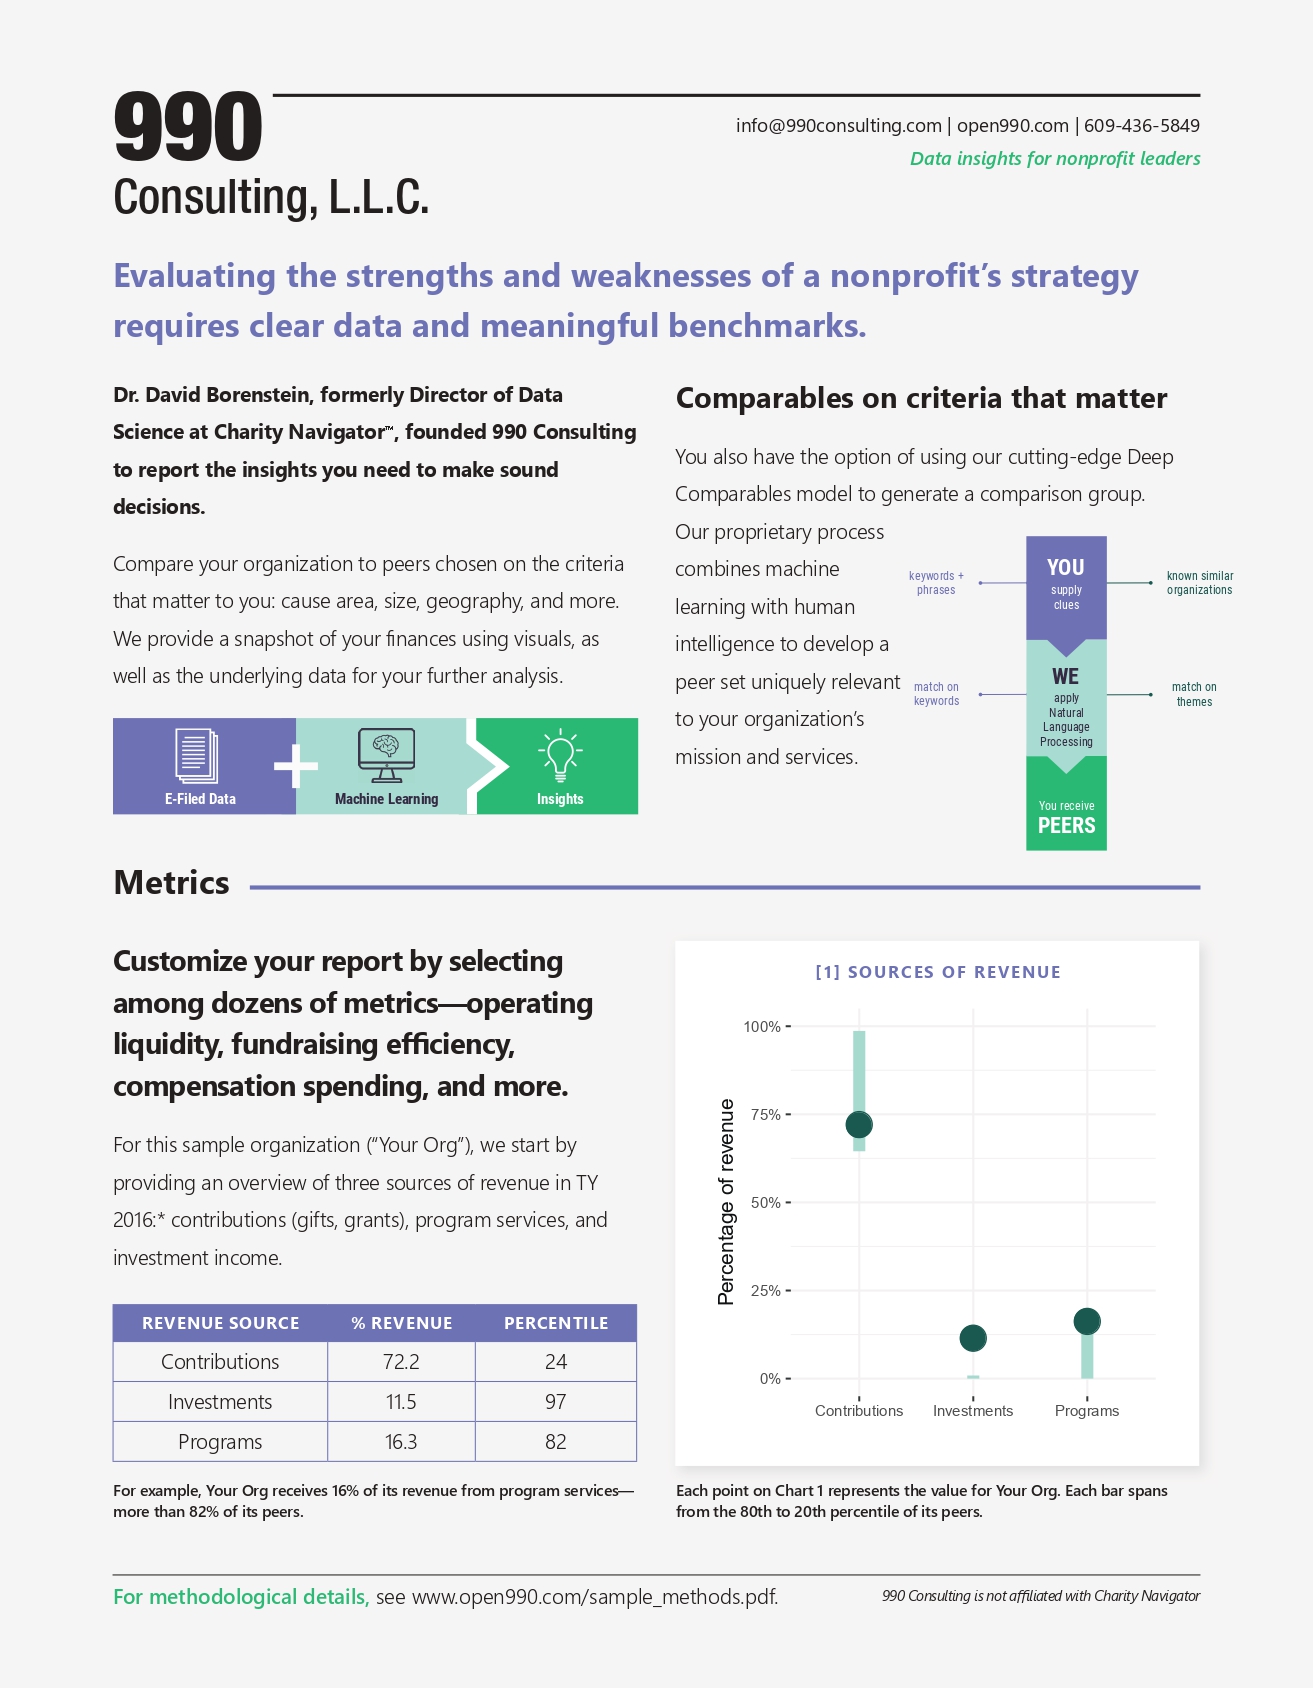 990
Consulting, L.L.C.
info@990consulting.com | open990.com | 609-436-5849
Data insights for nonprofit leaders
Evaluating the strengths and weaknesses of a nonprofit’s strategy
requires clear data and meaningful benchmarks.
Dr. David Borenstein, formerly Director of Data
Science at Charity Navigator™, founded 990 Consulting
to report the insights you need to make sound
decisions.
Compare your organization to peers chosen on the criteria
that matter to you: cause area, size, geography, and more.
We provide a snapshot of your finances using visuals, as
well as the underlying data for your further analysis.
E-Filed Data
Machine Learning
Insights
Comparables on criteria that matter
You also have the option of using our cutting-edge Deep
Comparables model to generate a comparison group.
Our proprietary process
combines machine
learning with human
intelligence to develop a
peer set uniquely relevant
to your organization’s
mission and services.
keywords +
phrases
YOU
supply
clues
known similar
organizations
match on
keywords
WE
apply
Natural
Language
Processing
match on
themes
You receive
PEERS
Metrics
Customize your report by selecting
among dozens of metrics—operating
liquidity, fundraising efficiency,
compensation spending, and more.
For this sample organization (“Your Org”), we start by
providing an overview of three sources of revenue in TY
2016:* contributions (gifts, grants), program services, and
investment income.
REVENUE SOURCE % REVENUE PERCENTILE
Contributions 72.2 24
Investments 11.5 97
Programs 16.3 82
For example, Your Org receives 16% of its revenue from program services—
more than 82% of its peers.
[1] SOURCES OF REVENUE
Percentage of revenue
100%
75%
50%
25%
0%
Contributions Investments Programs
Each point on Chart 1 represents the value for Your Org. Each bar spans
from the 80th to 20th percentile of its peers.
For methodological details, see www.open990.com/sample_methods.pdf.
990 Consulting is not affiliated with Charity Navigator